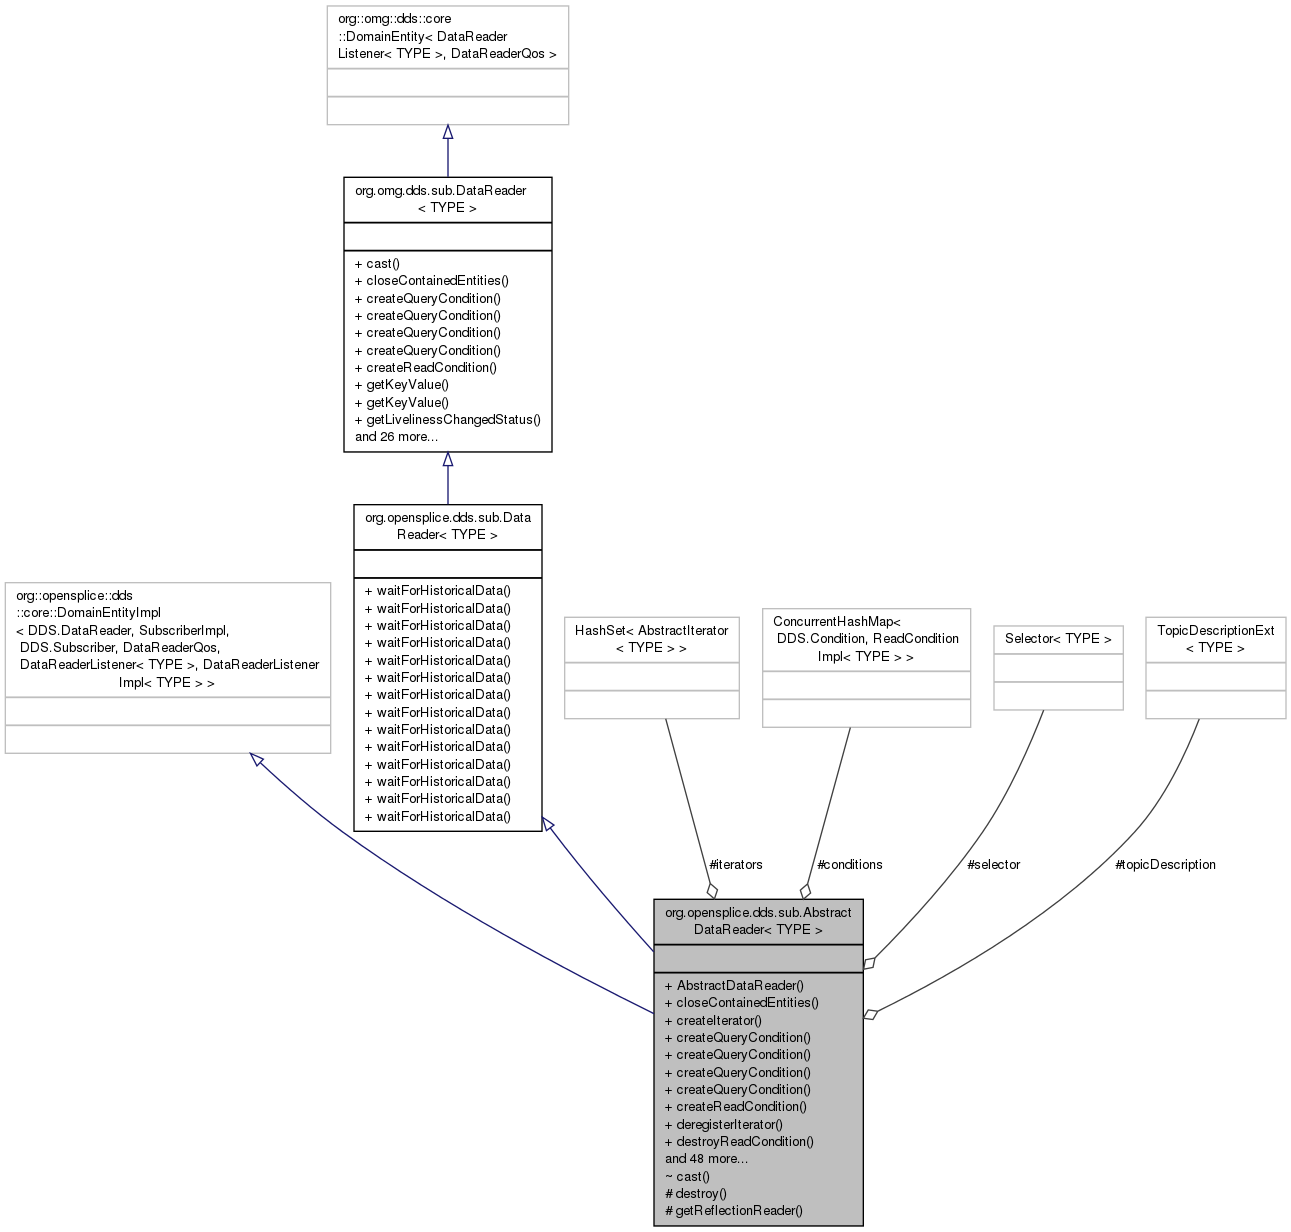 org::omg::dds::core
::DomainEntity< DataReader
Listener< TYPE >, DataReaderQos >
org.omg.dds.sub.DataReader
< TYPE >
+ cast()
+ closeContainedEntities()
+ createQueryCondition()
+ createQueryCondition()
+ createQueryCondition()
+ createQueryCondition()
+ createReadCondition()
+ getKeyValue()
+ getKeyValue()
+ getLivelinessChangedStatus()
and 26 more...
org.opensplice.dds.sub.Data
Reader< TYPE >
+ waitForHistoricalData()
+ waitForHistoricalData()
+ waitForHistoricalData()
+ waitForHistoricalData()
+ waitForHistoricalData()
+ waitForHistoricalData()
+ waitForHistoricalData()
+ waitForHistoricalData()
+ waitForHistoricalData()
+ waitForHistoricalData()
+ waitForHistoricalData()
+ waitForHistoricalData()
+ waitForHistoricalData()
+ waitForHistoricalData()
org::opensplice::dds
::core::DomainEntityImpl
< DDS.DataReader, SubscriberImpl,
DDS.Subscriber, DataReaderQos,
DataReaderListener< TYPE >, DataReaderListener
Impl< TYPE > >
HashSet< AbstractIterator
< TYPE > >
ConcurrentHashMap<
DDS.Condition, ReadCondition
Impl< TYPE > >
Selector< TYPE >
TopicDescriptionExt
< TYPE >
#iterators
#conditions
#selector
#topicDescription
org.opensplice.dds.sub.Abstract
DataReader< TYPE >
+ AbstractDataReader()
+ closeContainedEntities()
+ createIterator()
+ createQueryCondition()
+ createQueryCondition()
+ createQueryCondition()
+ createQueryCondition()
+ createReadCondition()
+ deregisterIterator()
+ destroyReadCondition()
and 48 more...
~ cast()
# destroy()
# getReflectionReader()